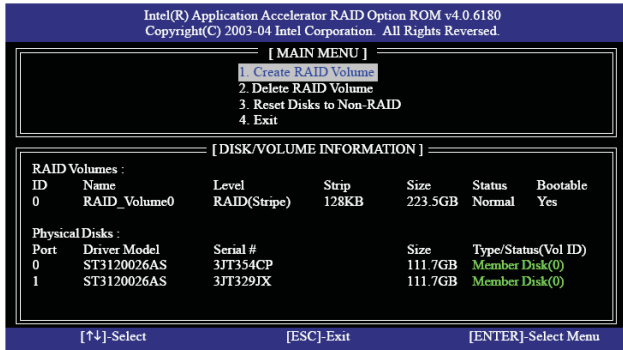 Intel(R) Application Accelerator RAID Option ROM v4.0.6180
Copyright(C) 2003-04 Intel Corporation. All Rights Reversed.
[ MAIN MENU ]
1. Create RAID Volume
2. Delete RAID Volume
3. Reset Disks to Non-RAID
4. Exit
[ DISK/VOLUME INFORMATION ]
RAID Volumes :
ID Name Level Strip Size Status Bootable
0 RAID_Volume0 RAID(Stripe) 128KB 223.5GB Normal Yes
Physical Disks :
Port Driver Model Serial # Size Type/Status(Vol ID)
0 ST3120026AS 3JT354CP 111.7GB Member Disk(0)
1 ST3120026AS 3JT329JX 111.7GB Member Disk(0)
[↑↓]-Select [ESC]-Exit [ENTER]-Select Menu